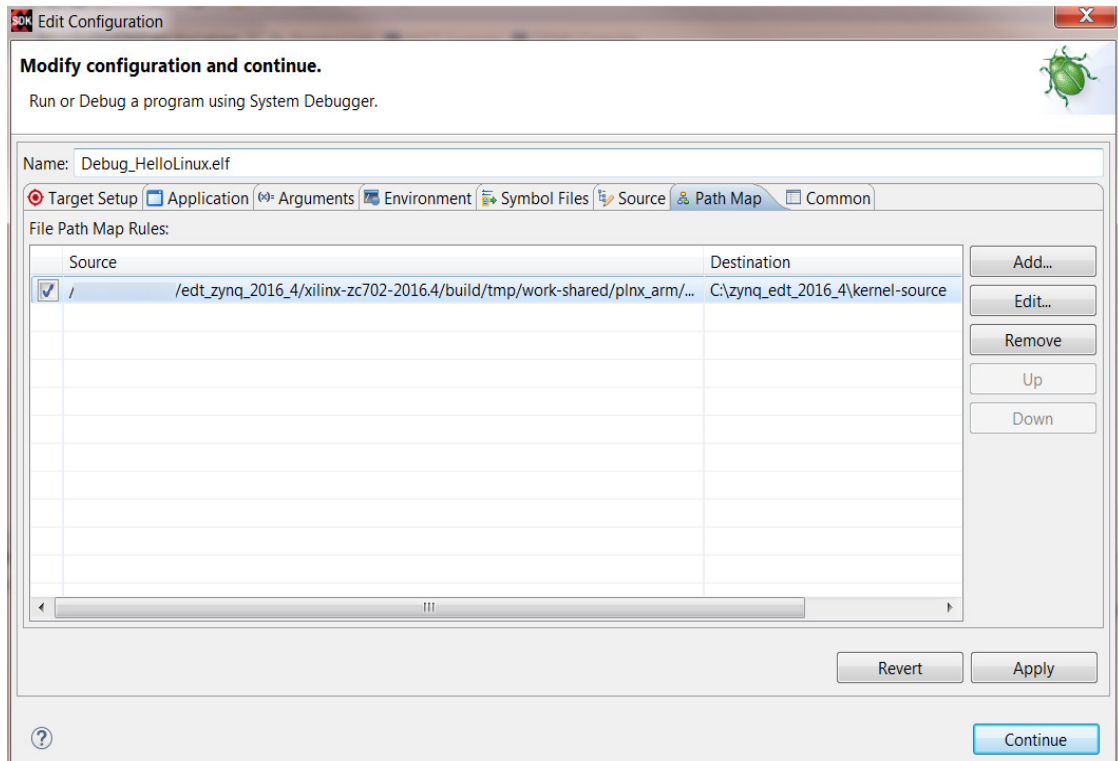 SDK Edit Configuration X
Modify configuration and continue.
Run or Debug a program using System Debugger.
Name: Debug_HelloLinux.elf
Target Setup Application (x)= Arguments Environment Symbol Files Source Path Map Common
File Path Map Rules:
Source Destination Add...
/ /edt_zynq_2016_4/xilinx-zc702-2016.4/build/tmp/work-shared/plnx_arm/... C:\zynq_edt_2016_4\kernel-source
Edit...
Remove
Up
Down
Revert Apply
? Continue